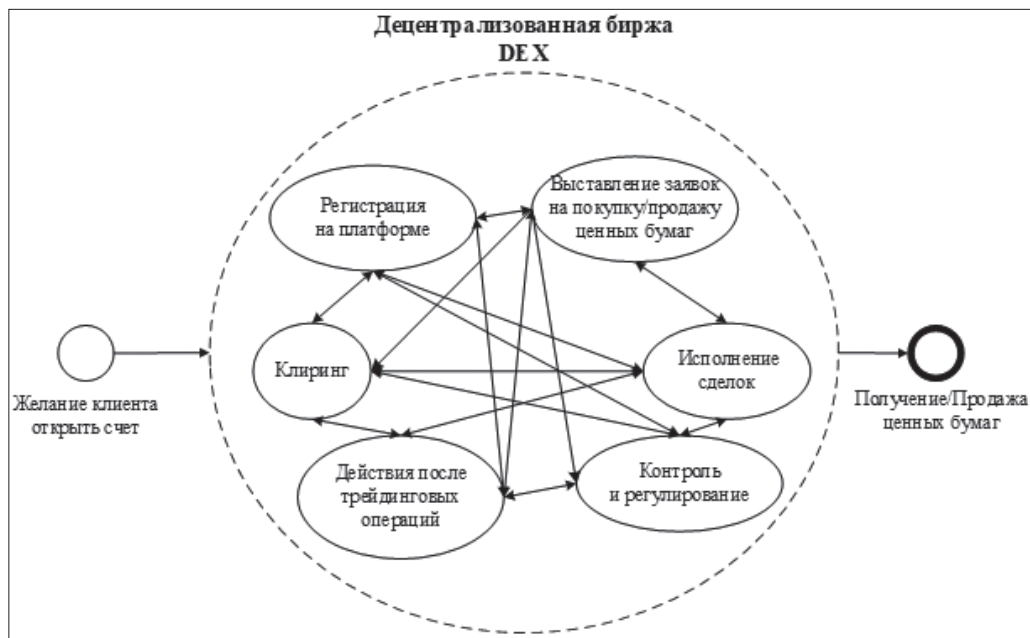 Децентрализованная биржа
DEX
Регистрация
на платформе
Выставление заявок
на покупку/продажу
ценных бумаг
Клиринг
Исполнение
сделок
Желание клиента
открыть счет
Получение/Продажа
ценных бумаг
Действия после
трейдинговых
операций
Контроль
и регулирование